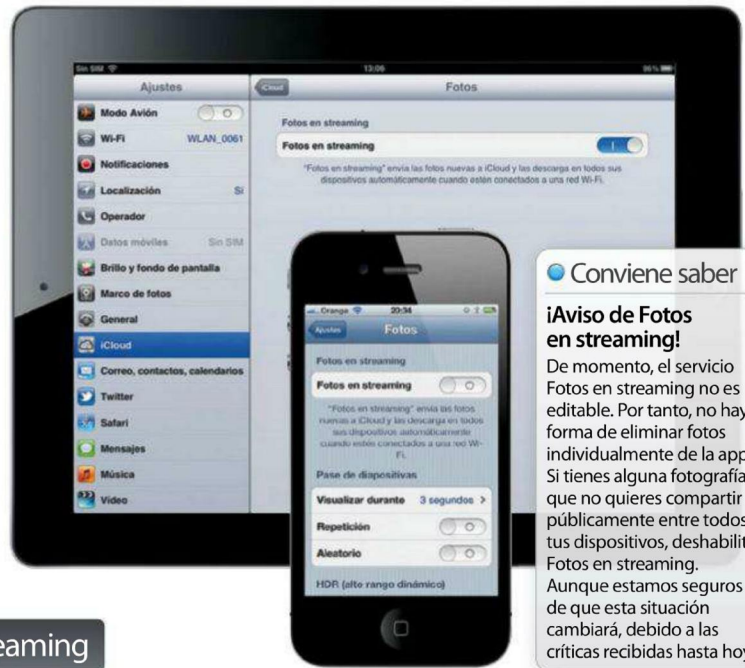 Sin SIM 13:06 96%
Ajustes
iCloud
Fotos
Modo Avión
Wi-Fi WLAN_0061
Notificaciones
Localización Sí
Operador
Datos móviles Sin SIM
Brillo y fondo de pantalla
Marco de fotos
General
iCloud
Correo, contactos, calendarios
Twitter
Safari
Mensajes
Música
Vídeo
Fotos en streaming
Fotos en streaming
"Fotos en streaming" envía las fotos nuevas a iCloud y las descarga en todos sus
dispositivos automáticamente cuando estén conectados a una red Wi-Fi.
Orange 20:34
Ajustes Fotos
Fotos en streaming
Fotos en streaming
"Fotos en streaming" envía las fotos
nuevas a iCloud y las descarga en todos
sus dispositivos automáticamente
cuando estén conectados a una red Wi-
Fi.
Pase de diapositivas
Visualizar durante 3 segundos >
Repetición
Aleatorio
HDR (alto rango dinámico)
Conviene saber
¡Aviso de Fotos
en streaming!
De momento, el servicio
Fotos en streaming no es
editable. Por tanto, no hay
forma de eliminar fotos
individualmente de la app
Si tienes alguna fotografía
que no quieres compartir
públicamente entre todos
tus dispositivos, deshabilit
Fotos en streaming.
Aunque estamos seguros
de que esta situación
cambiará, debido a las
críticas recibidas hasta hoy
eaming